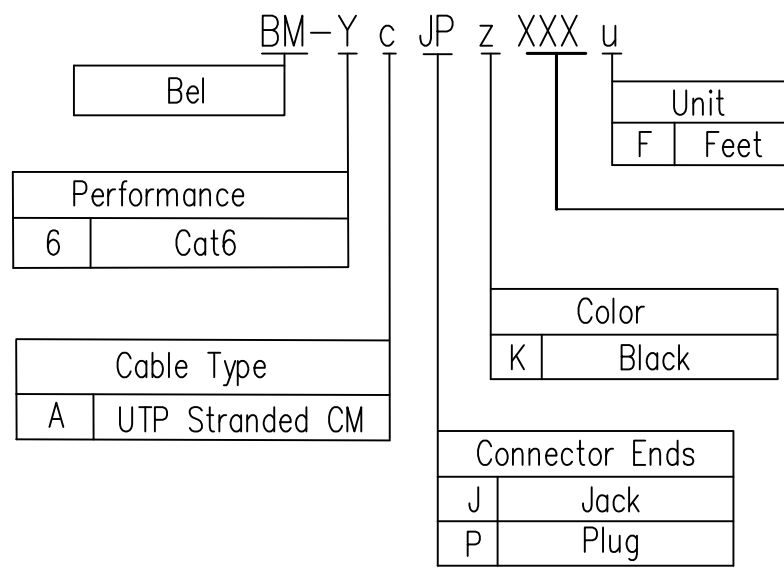 BM-Y c JP z XXX u
Bel
Unit
F Feet
Performance
6 Cat6
Color
K Black
Cable Type
A UTP Stranded CM
Connector Ends
J Jack
P Plug